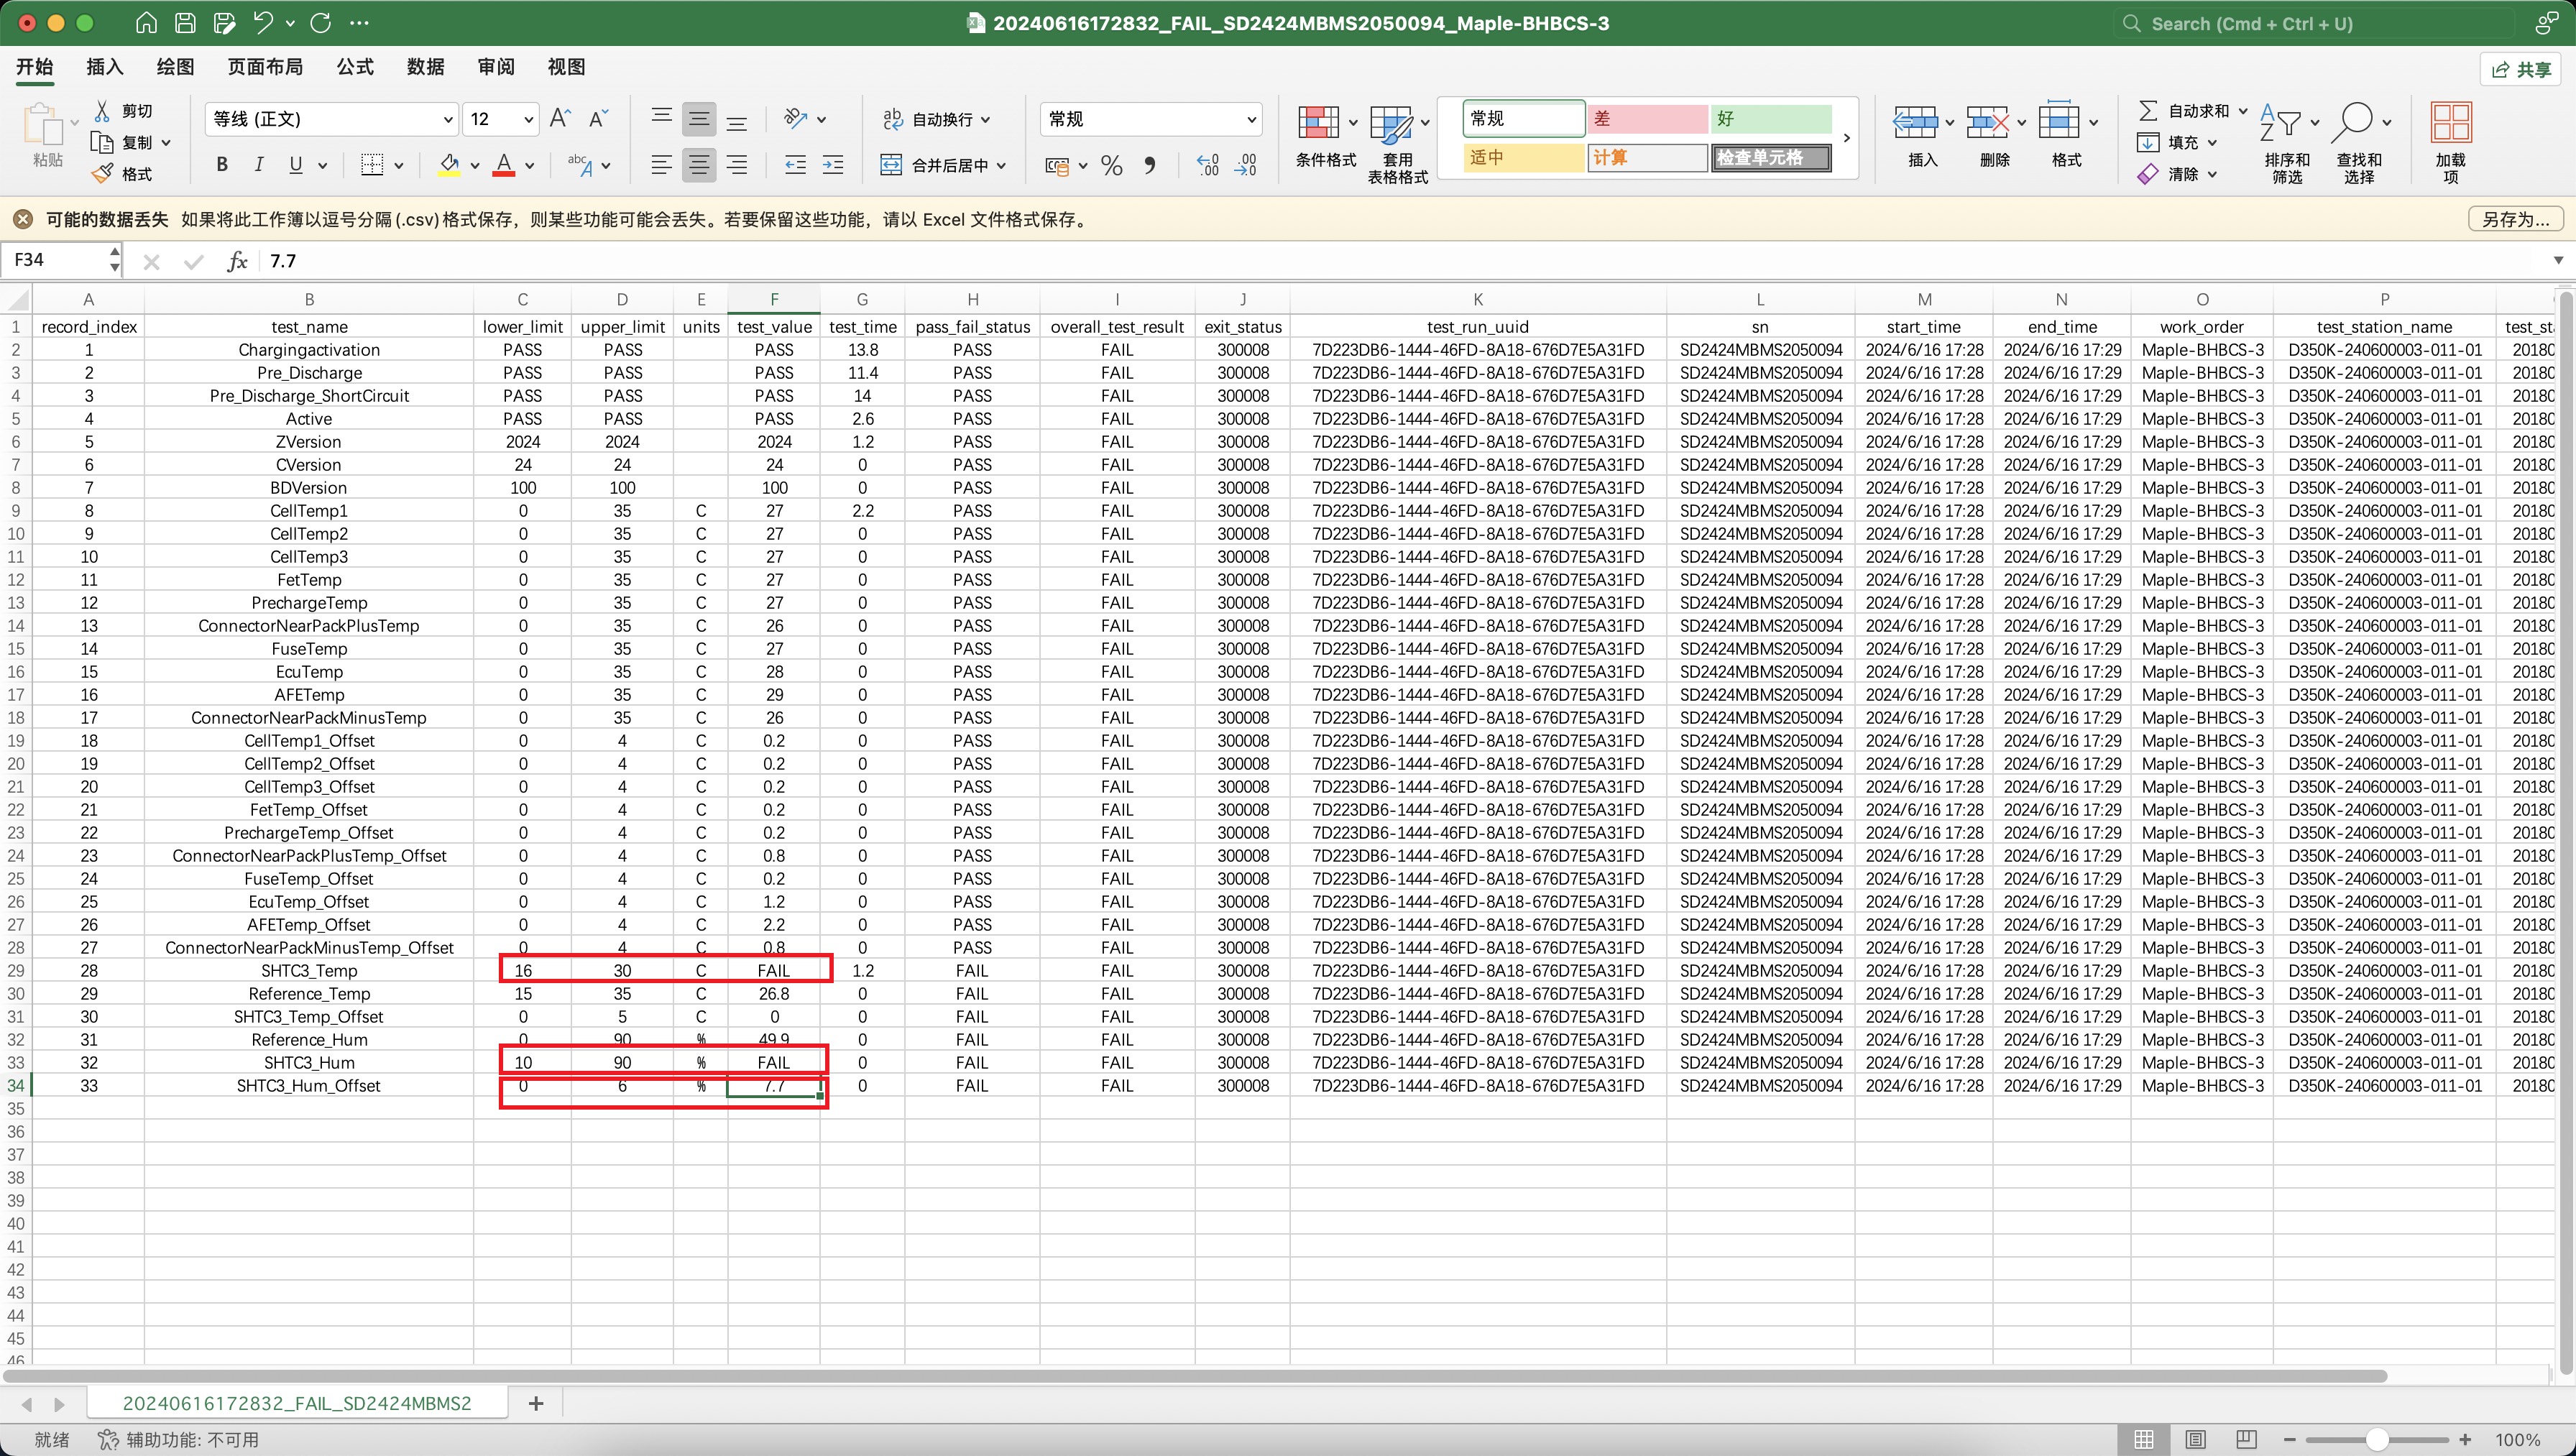 20240616172832_FAIL_SD2424MBMS2050094_Maple-BHBCS-3
Search (Cmd + Ctrl + U)
开始 插入 绘图 页面布局 公式 数据 审阅 视图 共享
粘贴 剪切 复制 格式
等线 (正文) 12 自动换行 合并后居中 常规
条件格式 套用表格格式 常规 差 好 适中 计算 检查单元格
插入 删除 格式 自动求和 填充 清除 排序和筛选 查找和选择 加载项
可能的数据丢失 如果将此工作簿以逗号分隔(.csv)格式保存，则某些功能可能会丢失。若要保留这些功能，请以 Excel 文件格式保存。 另存为...
F34 fx 7.7
A B C D E F G H I J K L M N O P
1 record_index test_name lower_limit upper_limit units test_value test_time pass_fail_status overall_test_result exit_status test_run_uuid sn start_time end_time work_order test_station_name
2 1 Chargingactivation PASS PASS PASS 13.8 PASS FAIL 300008 7D223DB6-1444-46FD-8A18-676D7E5A31FD SD2424MBMS2050094 2024/6/16 17:28 2024/6/16 17:29 Maple-BHBCS-3 D350K-240600003-011-01 20180
3 2 Pre_Discharge PASS PASS PASS 11.4 PASS FAIL 300008 7D223DB6-1444-46FD-8A18-676D7E5A31FD SD2424MBMS2050094 2024/6/16 17:28 2024/6/16 17:29 Maple-BHBCS-3 D350K-240600003-011-01 20180
4 3 Pre_Discharge_ShortCircuit PASS PASS PASS 14 PASS FAIL 300008 7D223DB6-1444-46FD-8A18-676D7E5A31FD SD2424MBMS2050094 2024/6/16 17:28 2024/6/16 17:29 Maple-BHBCS-3 D350K-240600003-011-01 20180
5 4 Active PASS PASS PASS 2.6 PASS FAIL 300008 7D223DB6-1444-46FD-8A18-676D7E5A31FD SD2424MBMS2050094 2024/6/16 17:28 2024/6/16 17:29 Maple-BHBCS-3 D350K-240600003-011-01 20180
6 5 ZVersion 2024 2024 2024 1.2 PASS FAIL 300008 7D223DB6-1444-46FD-8A18-676D7E5A31FD SD2424MBMS2050094 2024/6/16 17:28 2024/6/16 17:29 Maple-BHBCS-3 D350K-240600003-011-01 20180
7 6 CVersion 24 24 24 0 PASS FAIL 300008 7D223DB6-1444-46FD-8A18-676D7E5A31FD SD2424MBMS2050094 2024/6/16 17:28 2024/6/16 17:29 Maple-BHBCS-3 D350K-240600003-011-01 20180
8 7 BDVersion 100 100 100 0 PASS FAIL 300008 7D223DB6-1444-46FD-8A18-676D7E5A31FD SD2424MBMS2050094 2024/6/16 17:28 2024/6/16 17:29 Maple-BHBCS-3 D350K-240600003-011-01 20180
9 8 CellTemp1 0 35 C 27 2.2 PASS FAIL 300008 7D223DB6-1444-46FD-8A18-676D7E5A31FD SD2424MBMS2050094 2024/6/16 17:28 2024/6/16 17:29 Maple-BHBCS-3 D350K-240600003-011-01 20180
10 9 CellTemp2 0 35 C 27 0 PASS FAIL 300008 7D223DB6-1444-46FD-8A18-676D7E5A31FD SD2424MBMS2050094 2024/6/16 17:28 2024/6/16 17:29 Maple-BHBCS-3 D350K-240600003-011-01 20180
11 10 CellTemp3 0 35 C 27 0 PASS FAIL 300008 7D223DB6-1444-46FD-8A18-676D7E5A31FD SD2424MBMS2050094 2024/6/16 17:28 2024/6/16 17:29 Maple-BHBCS-3 D350K-240600003-011-01 20180
12 11 FetTemp 0 35 C 27 0 PASS FAIL 300008 7D223DB6-1444-46FD-8A18-676D7E5A31FD SD2424MBMS2050094 2024/6/16 17:28 2024/6/16 17:29 Maple-BHBCS-3 D350K-240600003-011-01 20180
13 12 PrechargeTemp 0 35 C 27 0 PASS FAIL 300008 7D223DB6-1444-46FD-8A18-676D7E5A31FD SD2424MBMS2050094 2024/6/16 17:28 2024/6/16 17:29 Maple-BHBCS-3 D350K-240600003-011-01 20180
14 13 ConnectorNearPackPlusTemp 0 35 C 26 0 PASS FAIL 300008 7D223DB6-1444-46FD-8A18-676D7E5A31FD SD2424MBMS2050094 2024/6/16 17:28 2024/6/16 17:29 Maple-BHBCS-3 D350K-240600003-011-01 20180
15 14 FuseTemp 0 35 C 27 0 PASS FAIL 300008 7D223DB6-1444-46FD-8A18-676D7E5A31FD SD2424MBMS2050094 2024/6/16 17:28 2024/6/16 17:29 Maple-BHBCS-3 D350K-240600003-011-01 20180
16 15 EcuTemp 0 35 C 28 0 PASS FAIL 300008 7D223DB6-1444-46FD-8A18-676D7E5A31FD SD2424MBMS2050094 2024/6/16 17:28 2024/6/16 17:29 Maple-BHBCS-3 D350K-240600003-011-01 20180
17 16 AFETemp 0 35 C 29 0 PASS FAIL 300008 7D223DB6-1444-46FD-8A18-676D7E5A31FD SD2424MBMS2050094 2024/6/16 17:28 2024/6/16 17:29 Maple-BHBCS-3 D350K-240600003-011-01 20180
18 17 ConnectorNearPackMinusTemp 0 35 C 26 0 PASS FAIL 300008 7D223DB6-1444-46FD-8A18-676D7E5A31FD SD2424MBMS2050094 2024/6/16 17:28 2024/6/16 17:29 Maple-BHBCS-3 D350K-240600003-011-01 20180
19 18 CellTemp1_Offset 0 4 C 0.2 0 PASS FAIL 300008 7D223DB6-1444-46FD-8A18-676D7E5A31FD SD2424MBMS2050094 2024/6/16 17:28 2024/6/16 17:29 Maple-BHBCS-3 D350K-240600003-011-01 20180
20 19 CellTemp2_Offset 0 4 C 0.2 0 PASS FAIL 300008 7D223DB6-1444-46FD-8A18-676D7E5A31FD SD2424MBMS2050094 2024/6/16 17:28 2024/6/16 17:29 Maple-BHBCS-3 D350K-240600003-011-01 20180
21 20 CellTemp3_Offset 0 4 C 0.2 0 PASS FAIL 300008 7D223DB6-1444-46FD-8A18-676D7E5A31FD SD2424MBMS2050094 2024/6/16 17:28 2024/6/16 17:29 Maple-BHBCS-3 D350K-240600003-011-01 20180
22 21 FetTemp_Offset 0 4 C 0.2 0 PASS FAIL 300008 7D223DB6-1444-46FD-8A18-676D7E5A31FD SD2424MBMS2050094 2024/6/16 17:28 2024/6/16 17:29 Maple-BHBCS-3 D350K-240600003-011-01 20180
23 22 PrechargeTemp_Offset 0 4 C 0.2 0 PASS FAIL 300008 7D223DB6-1444-46FD-8A18-676D7E5A31FD SD2424MBMS2050094 2024/6/16 17:28 2024/6/16 17:29 Maple-BHBCS-3 D350K-240600003-011-01 20180
24 23 ConnectorNearPackPlusTemp_Offset 0 4 C 0.8 0 PASS FAIL 300008 7D223DB6-1444-46FD-8A18-676D7E5A31FD SD2424MBMS2050094 2024/6/16 17:28 2024/6/16 17:29 Maple-BHBCS-3 D350K-240600003-011-01 20180
25 24 FuseTemp_Offset 0 4 C 0.2 0 PASS FAIL 300008 7D223DB6-1444-46FD-8A18-676D7E5A31FD SD2424MBMS2050094 2024/6/16 17:28 2024/6/16 17:29 Maple-BHBCS-3 D350K-240600003-011-01 20180
26 25 EcuTemp_Offset 0 4 C 1.2 0 PASS FAIL 300008 7D223DB6-1444-46FD-8A18-676D7E5A31FD SD2424MBMS2050094 2024/6/16 17:28 2024/6/16 17:29 Maple-BHBCS-3 D350K-240600003-011-01 20180
27 26 AFETemp_Offset 0 4 C 2.2 0 PASS FAIL 300008 7D223DB6-1444-46FD-8A18-676D7E5A31FD SD2424MBMS2050094 2024/6/16 17:28 2024/6/16 17:29 Maple-BHBCS-3 D350K-240600003-011-01 20180
28 27 ConnectorNearPackMinusTemp_Offset 0 4 C 0.8 0 PASS FAIL 300008 7D223DB6-1444-46FD-8A18-676D7E5A31FD SD2424MBMS2050094 2024/6/16 17:28 2024/6/16 17:29 Maple-BHBCS-3 D350K-240600003-011-01 20180
29 28 SHTC3_Temp 16 30 C FAIL 1.2 FAIL FAIL 300008 7D223DB6-1444-46FD-8A18-676D7E5A31FD SD2424MBMS2050094 2024/6/16 17:28 2024/6/16 17:29 Maple-BHBCS-3 D350K-240600003-011-01 20180
30 29 Reference_Temp 15 35 C 26.8 0 FAIL FAIL 300008 7D223DB6-1444-46FD-8A18-676D7E5A31FD SD2424MBMS2050094 2024/6/16 17:28 2024/6/16 17:29 Maple-BHBCS-3 D350K-240600003-011-01 20180
31 30 SHTC3_Temp_Offset 0 5 C 0 0 FAIL FAIL 300008 7D223DB6-1444-46FD-8A18-676D7E5A31FD SD2424MBMS2050094 2024/6/16 17:28 2024/6/16 17:29 Maple-BHBCS-3 D350K-240600003-011-01 20180
32 31 Reference_Hum 0 90 % 49.9 0 FAIL FAIL 300008 7D223DB6-1444-46FD-8A18-676D7E5A31FD SD2424MBMS2050094 2024/6/16 17:28 2024/6/16 17:29 Maple-BHBCS-3 D350K-240600003-011-01 20180
33 32 SHTC3_Hum 10 90 % FAIL 0 FAIL FAIL 300008 7D223DB6-1444-46FD-8A18-676D7E5A31FD SD2424MBMS2050094 2024/6/16 17:28 2024/6/16 17:29 Maple-BHBCS-3 D350K-240600003-011-01 20180
34 33 SHTC3_Hum_Offset 0 6 % 7.7 0 FAIL FAIL 300008 7D223DB6-1444-46FD-8A18-676D7E5A31FD SD2424MBMS2050094 2024/6/16 17:28 2024/6/16 17:29 Maple-BHBCS-3 D350K-240600003-011-01 20180
35
36
37
38
39
40
41
42
43
44
45
46
20240616172832_FAIL_SD2424MBMS2
就绪 辅助功能: 不可用 100%